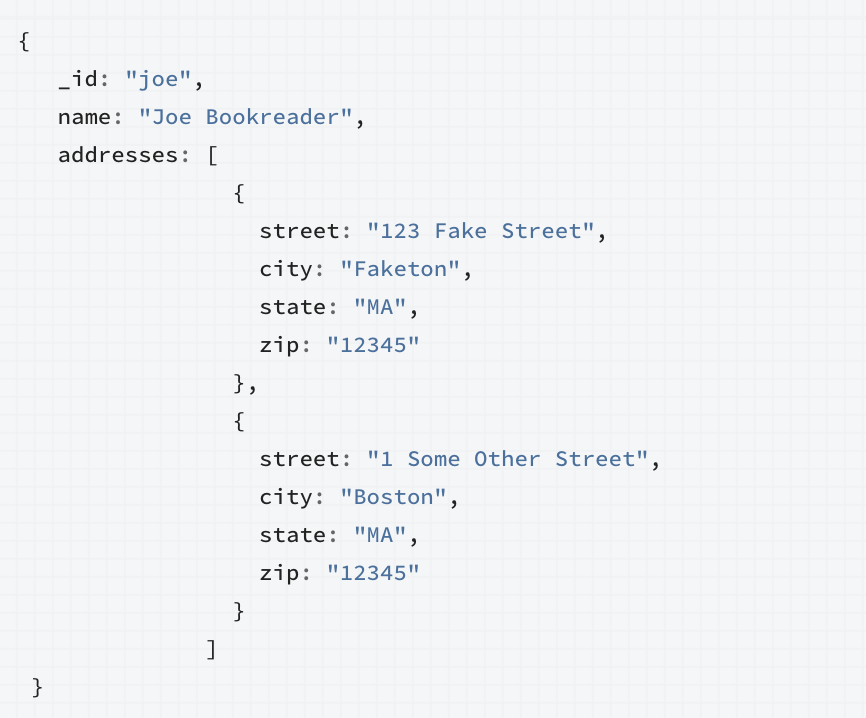 {
   _id: "joe",
   name: "Joe Bookreader",
   addresses: [
                {
                  street: "123 Fake Street",
                  city: "Faketon",
                  state: "MA",
                  zip: "12345"
                },
                {
                  street: "1 Some Other Street",
                  city: "Boston",
                  state: "MA",
                  zip: "12345"
                }
              ]
 }